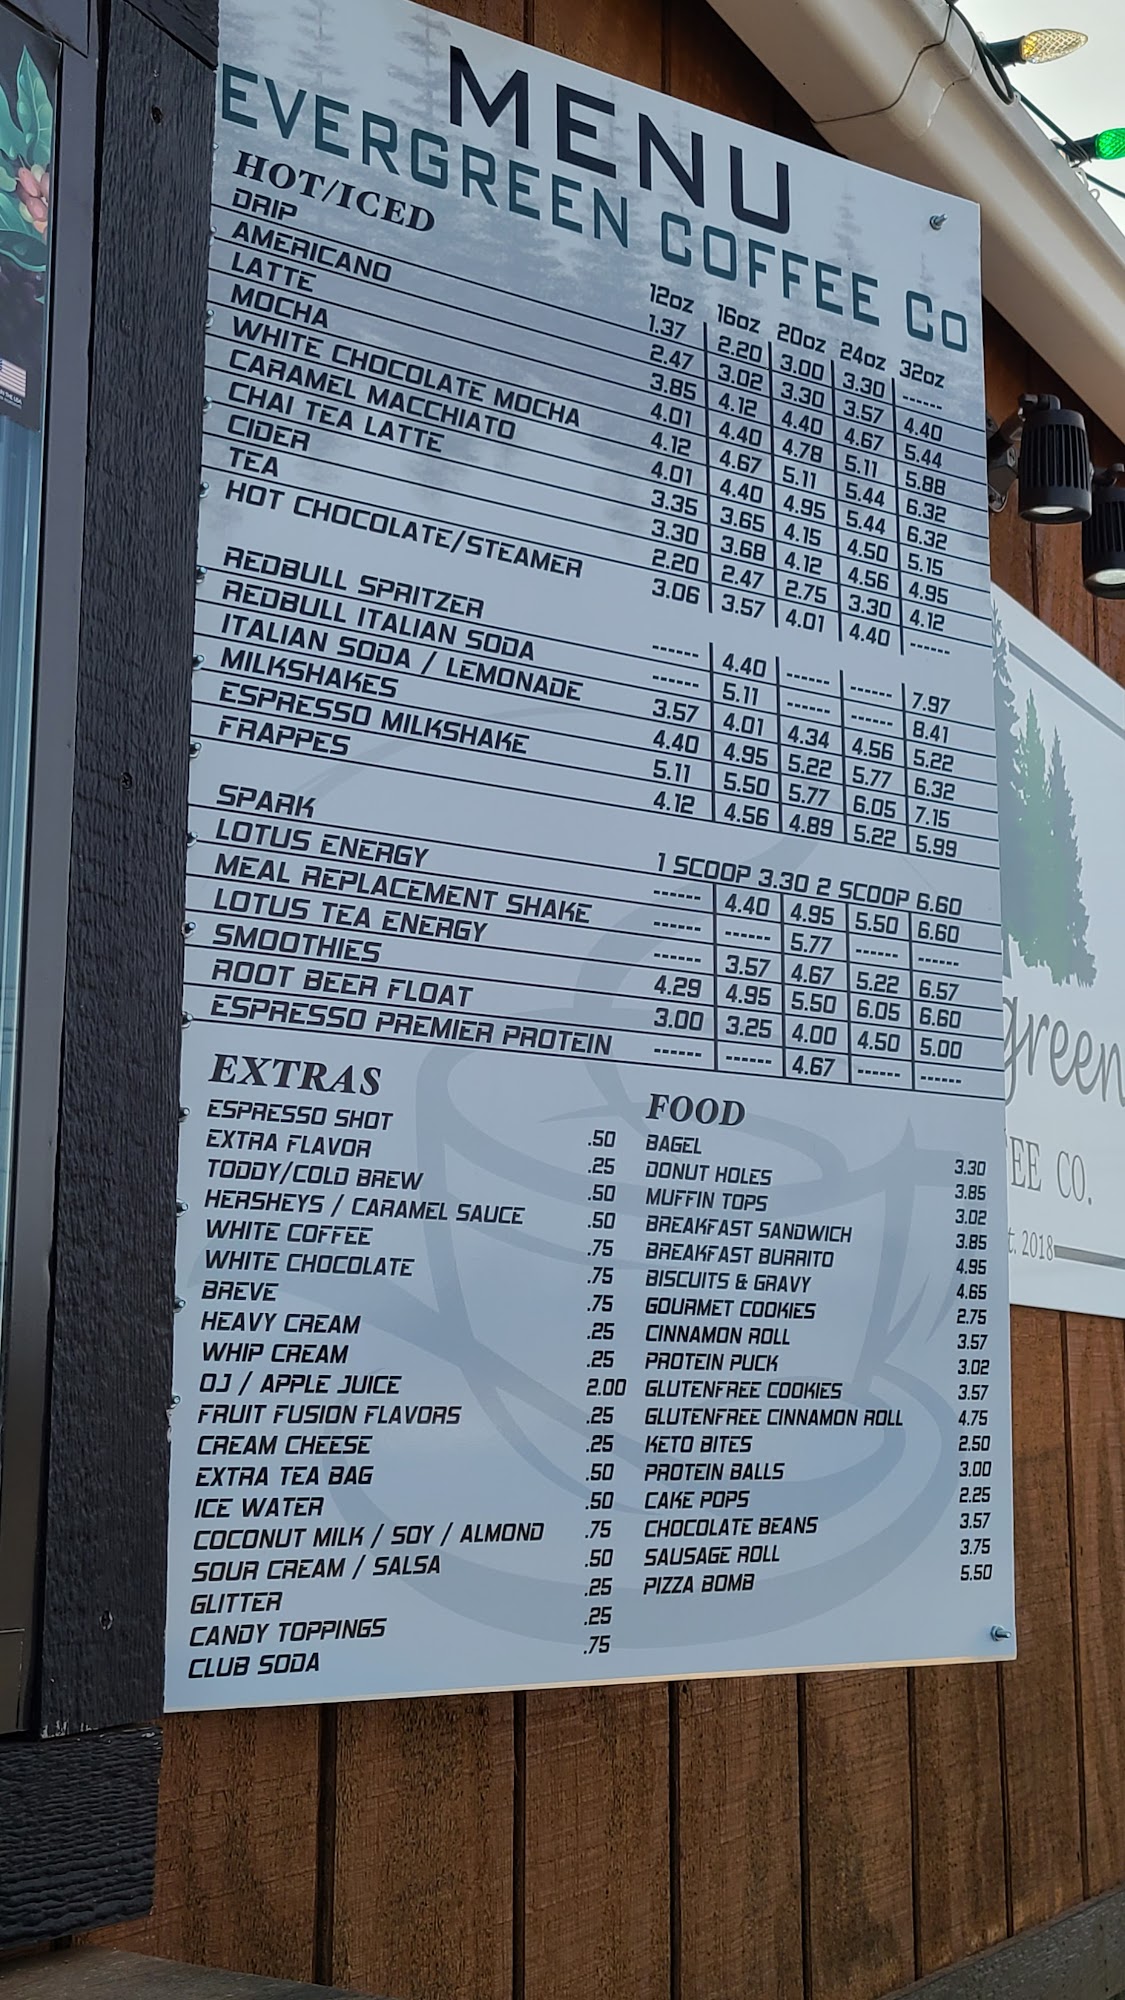 MENU
EVERGREEN COFFEE CO
HOT/ICED
12oz 16oz 20oz 24oz 32oz
DRIP 1.37 2.20 3.00 3.30 ------
AMERICANO 2.47 3.02 3.30 3.57 4.40
LATTE 3.85 4.12 4.40 4.67 5.44
MOCHA 4.01 4.40 4.78 5.11 5.88
WHITE CHOCOLATE MOCHA 4.12 4.67 5.11 5.44 6.32
CARAMEL MACCHIATO 4.01 4.40 4.95 5.44 6.32
CHAI TEA LATTE 3.35 3.65 4.15 4.50 5.15
CIDER 3.30 3.68 4.12 4.56 4.95
TEA 2.20 2.47 2.75 3.30 4.12
HOT CHOCOLATE/STEAMER 3.06 3.57 4.01 4.40 ------
REDBULL SPRITZER ------ 4.40 ------ ------ 7.97
REDBULL ITALIAN SODA ------ 5.11 ------ ------ 8.41
ITALIAN SODA / LEMONADE 3.57 4.01 4.34 4.56 5.22
MILKSHAKES 4.40 4.95 5.22 5.77 6.32
ESPRESSO MILKSHAKE 5.11 5.50 5.77 6.05 7.15
FRAPPES 4.12 4.56 4.89 5.22 5.99
SPARK 1 SCOOP 3.30 2 SCOOP 6.60
LOTUS ENERGY ------ 4.40 4.95 5.50 6.60
MEAL REPLACEMENT SHAKE ------ ------ 5.77 ------ ------
LOTUS TEA ENERGY ------ 3.57 4.67 5.22 6.57
SMOOTHIES 4.29 4.95 5.50 6.05 6.60
ROOT BEER FLOAT 3.00 3.25 4.00 4.50 5.00
ESPRESSO PREMIER PROTEIN ------ ------ 4.67 ------ ------
EXTRAS
ESPRESSO SHOT .50
EXTRA FLAVOR .25
TODDY/COLD BREW .50
HERSHEYS / CARAMEL SAUCE .50
WHITE COFFEE .75
WHITE CHOCOLATE .75
BREVE .75
HEAVY CREAM .25
WHIP CREAM .25
OJ / APPLE JUICE 2.00
FRUIT FUSION FLAVORS .25
CREAM CHEESE .25
EXTRA TEA BAG .50
ICE WATER .50
COCONUT MILK / SOY / ALMOND .75
SOUR CREAM / SALSA .50
GLITTER .25
CANDY TOPPINGS .25
CLUB SODA .75
FOOD
BAGEL 3.30
DONUT HOLES 3.85
MUFFIN TOPS 3.02
BREAKFAST SANDWICH 3.85
BREAKFAST BURRITO 4.95
BISCUITS & GRAVY 4.65
GOURMET COOKIES 2.75
CINNAMON ROLL 3.57
PROTEIN PUCK 3.02
GLUTENFREE COOKIES 3.57
GLUTENFREE CINNAMON ROLL 4.75
KETO BITES 2.50
PROTEIN BALLS 3.00
CAKE POPS 2.25
CHOCOLATE BEANS 3.57
SAUSAGE ROLL 3.75
PIZZA BOMB 5.50
green
EE CO.
t. 2018